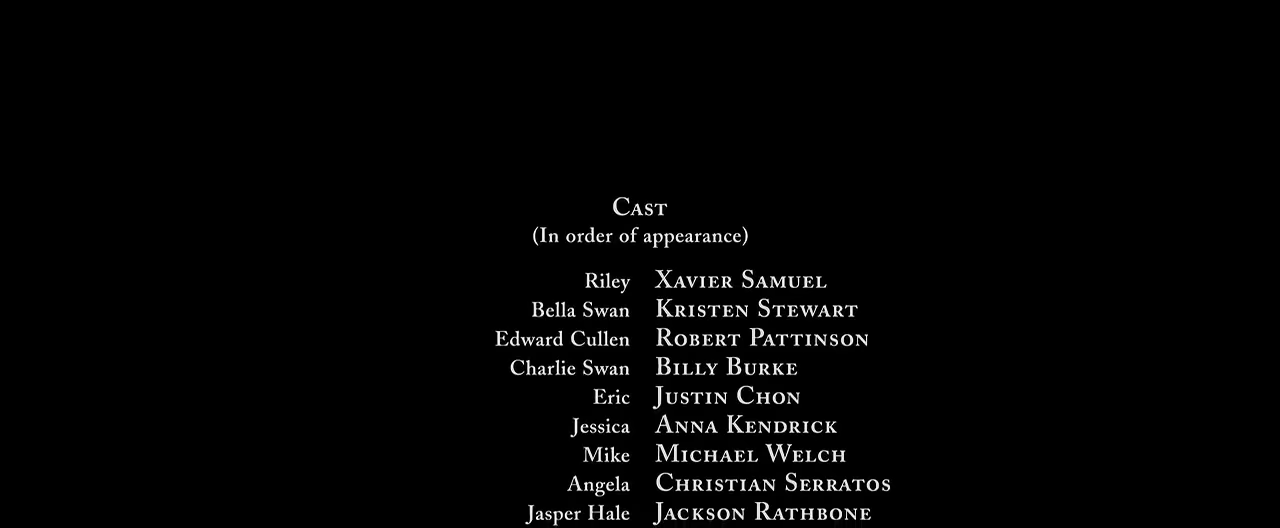 Cast
(In order of appearance)
Riley Xavier Samuel
Bella Swan Kristen Stewart
Edward Cullen Robert Pattinson
Charlie Swan Billy Burke
Eric Justin Chon
Jessica Anna Kendrick
Mike Michael Welch
Angela Christian Serratos
Jasper Hale Jackson Rathbone